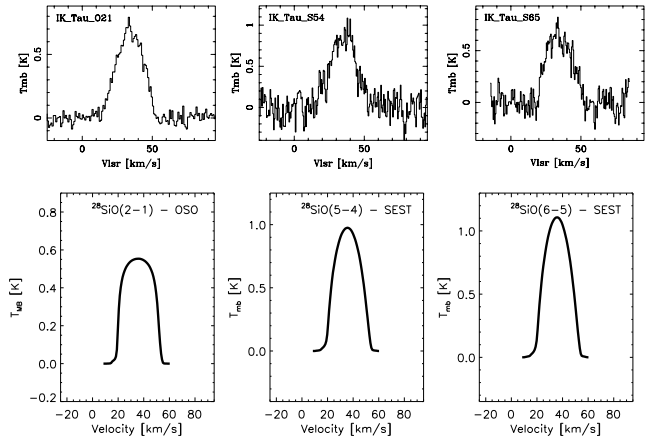 IK_Tau_O21
Tmb [K]
0.5
0
0
50
Vlsr [km/s]
IK_Tau_S54
Tmb [K]
1
0.5
0
0
50
Vlsr [km/s]
IK_Tau_S65
Tmb [K]
0.5
0
0
50
Vlsr [km/s]
²⁸SiO(2−1) − OSO
T_MB [K]
0.8
0.6
0.4
0.2
0.0
−0.2
−20 0 20 40 60 80
Velocity [km/s]
²⁸SiO(5−4) − SEST
T_mb [K]
1.0
0.5
0.0
−20 0 20 40 60 80
Velocity [km/s]
²⁸SiO(6−5) − SEST
T_mb [K]
1.0
0.5
0.0
−20 0 20 40 60 80
Velocity [km/s]